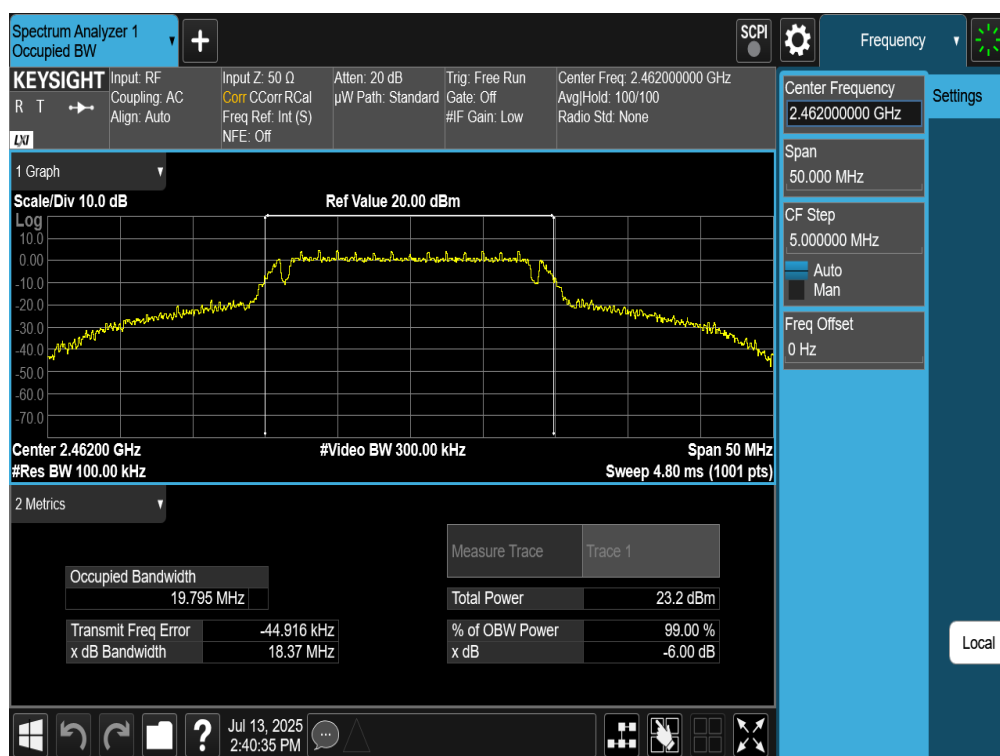 Spectrum Analyzer 1
Occupied BW
+
SCPI
Frequency
KEYSIGHT
R T
LXI
Input: RF
Coupling: AC
Align: Auto
Input Z: 50 Ω
Corr CCorr RCal
Freq Ref: Int (S)
NFE: Off
Atten: 20 dB
µW Path: Standard
Trig: Free Run
Gate: Off
#IF Gain: Low
Center Freq: 2.462000000 GHz
Avg|Hold: 100/100
Radio Std: None
Center Frequency
2.462000000 GHz
Settings
Span
50.000 MHz
CF Step
5.000000 MHz
Auto
Man
Freq Offset
0 Hz
1 Graph
Scale/Div 10.0 dB
Ref Value 20.00 dBm
Log
10.0
0.00
-10.0
-20.0
-30.0
-40.0
-50.0
-60.0
-70.0
Center 2.46200 GHz
#Video BW 300.00 kHz
Span 50 MHz
#Res BW 100.00 kHz
Sweep 4.80 ms (1001 pts)
2 Metrics
Measure Trace
Trace 1
Occupied Bandwidth
19.795 MHz
Total Power
23.2 dBm
Transmit Freq Error
-44.916 kHz
% of OBW Power
99.00 %
x dB Bandwidth
18.37 MHz
x dB
-6.00 dB
Local
?
Jul 13, 2025
2:40:35 PM